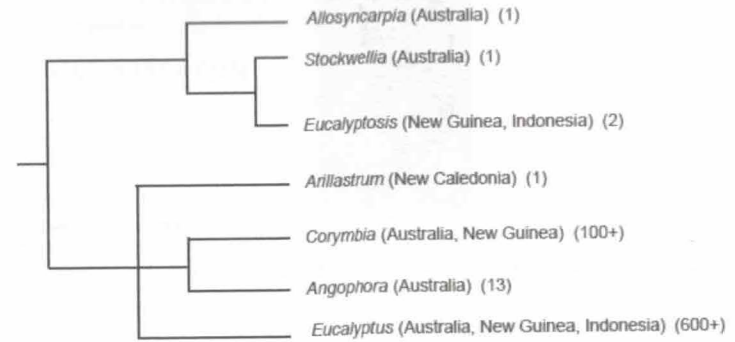 Allosyncarpia (Australia) (1)
Stockwellia (Australia) (1)
Eucalyptosis (New Guinea, Indonesia) (2)
Arillastrum (New Caledonia) (1)
Corymbia (Australia, New Guinea) (100+)
Angophora (Australia) (13)
Eucalyptus (Australia, New Guinea, Indonesia) (600+)